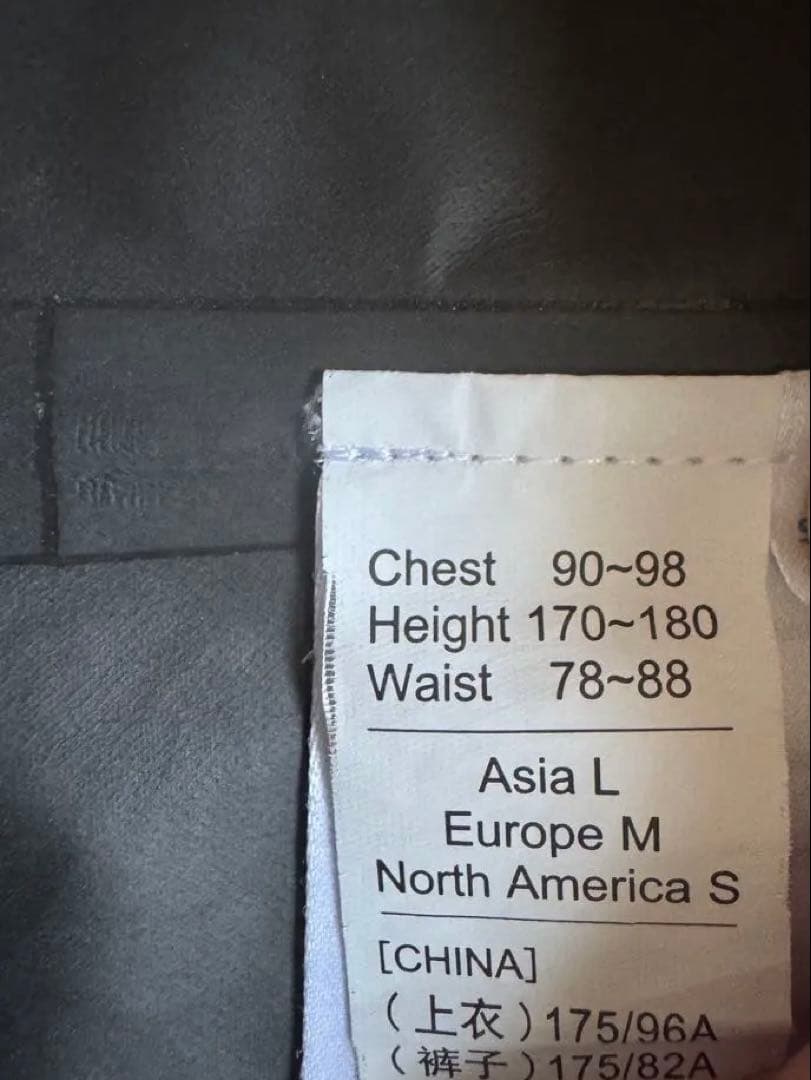 Chest 90~98
Height 170~180
Waist 78~88
Asia L
Europe M
North America S
[CHINA]
（上衣）175/96A
（裤子）175/82A